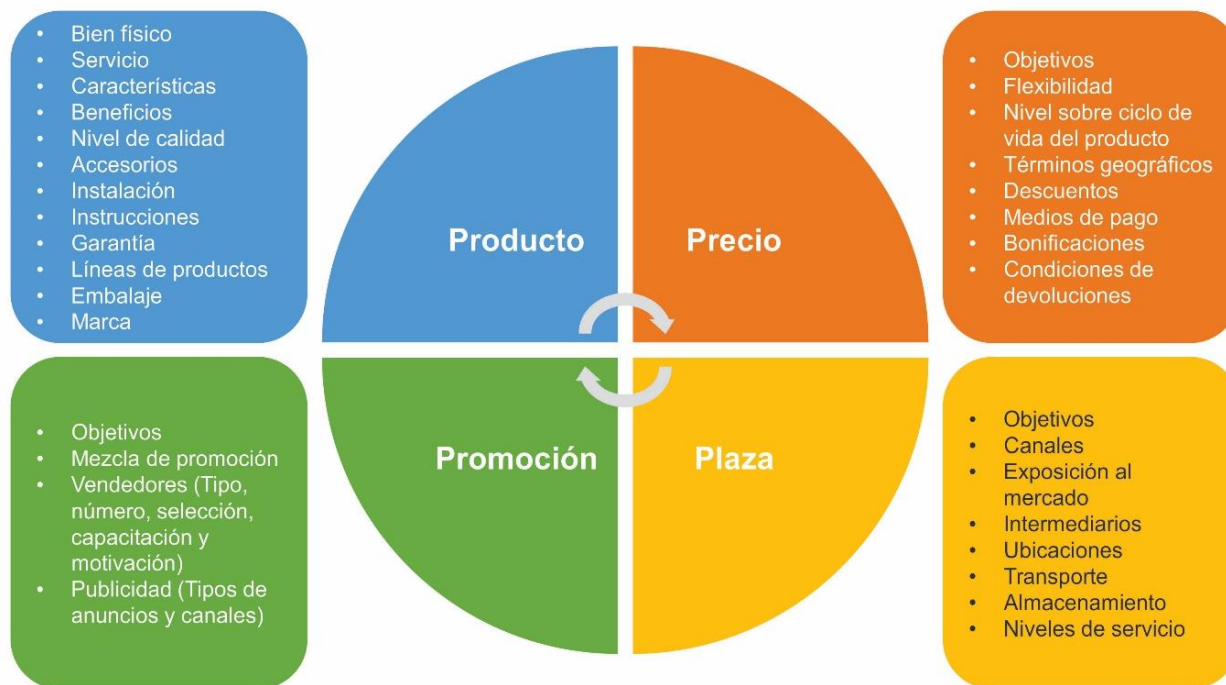 • Bien físico
• Servicio
• Características
• Beneficios
• Nivel de calidad
• Accesorios
• Instalación
• Instrucciones
• Garantía
• Líneas de productos
• Embalaje
• Marca
Producto
Precio
• Objetivos
• Flexibilidad
• Nivel sobre ciclo de
vida del producto
• Términos geográficos
• Descuentos
• Medios de pago
• Bonificaciones
• Condiciones de
devoluciones
• Objetivos
• Mezcla de promoción
• Vendedores (Tipo,
número, selección,
capacitación y
motivación)
• Publicidad (Tipos de
anuncios y canales)
Promoción
Plaza
• Objetivos
• Canales
• Exposición al
mercado
• Intermediarios
• Ubicaciones
• Transporte
• Almacenamiento
• Niveles de servicio